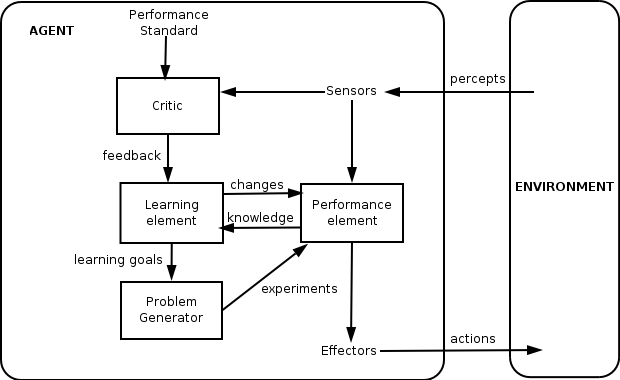 Performance
Standard
AGENT
percepts
Sensors
Critic
feedback
changes
ENVIRONMENT
Learning
element
Performance
element
knowledge
learning goals
experiments
Problem
Generator
actions
Effectors